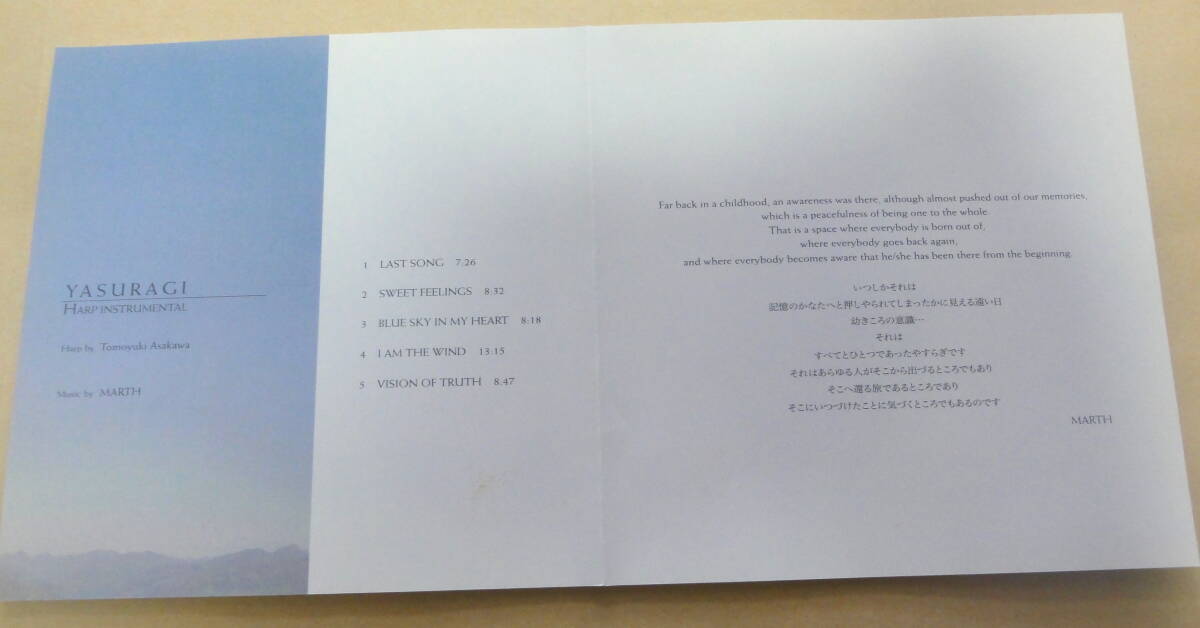 YASURAGI
HARP INSTRUMENTAL
Harp by Tomoyuki Asakawa
Music by MARTH
1 LAST SONG 7:26
2 SWEET FEELINGS 8:32
3 BLUE SKY IN MY HEART 8:18
4 I AM THE WIND 13:15
5 VISION OF TRUTH 8.47
Far back in a childhood, an awareness was there, although almost pushed out of our memories,
which is a peacefulness of being one to the whole.
That is a space where everybody is born out of,
where everybody goes back again,
and where everybody becomes aware that he/she has been there from the beginning.
いつしかそれは
記憶のかなたへと押しやられてしまったかに見える遠い日
幼きころの意識…
それは
すべてとひとつであったやすらぎです
それはあらゆる人がそこから出づるところでもあり
そこへ還る旅であるところであり
そこにいつづけたことに気づくところでもあるのです
MARTH